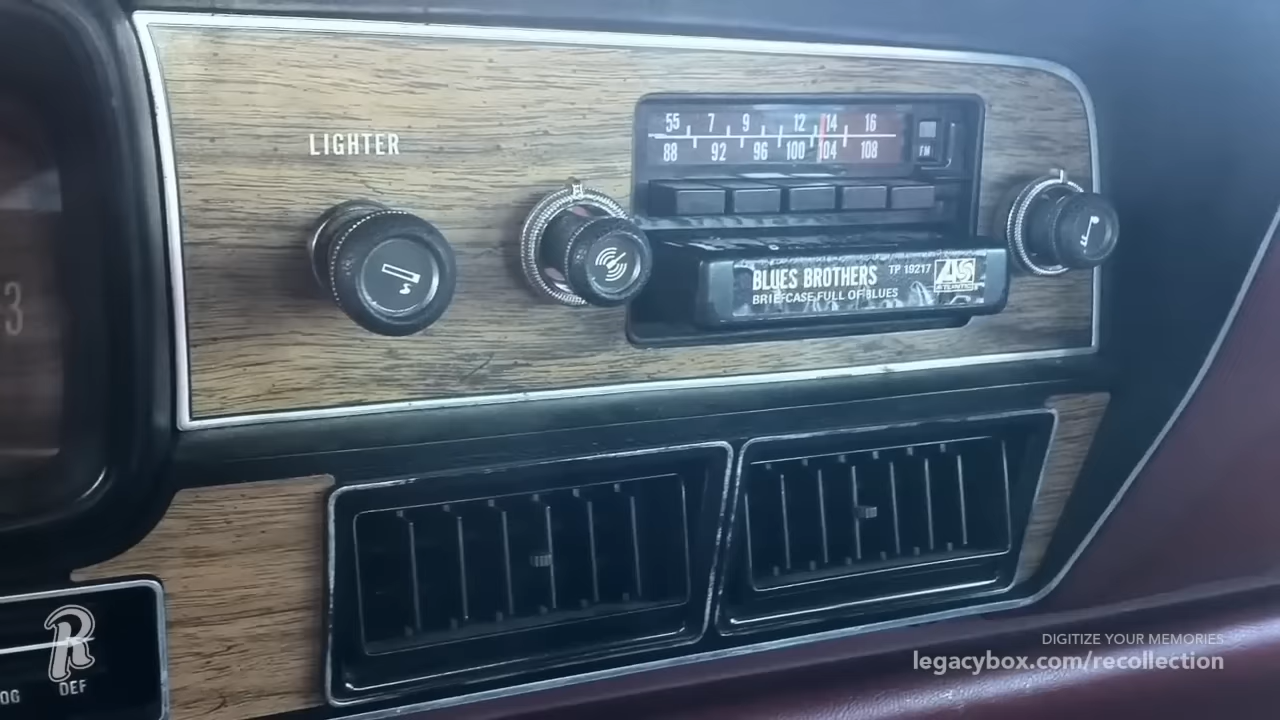 LIGHTER
55 7 9 12 14 16
88 92 96 100 104 108
FM
BLUES BROTHERS TP 19217
BRIEFCASE FULL OF BLUES
ATLANTIC
3
OG
DEF
R
DIGITIZE YOUR MEMORIES
legacybox.com/recollection